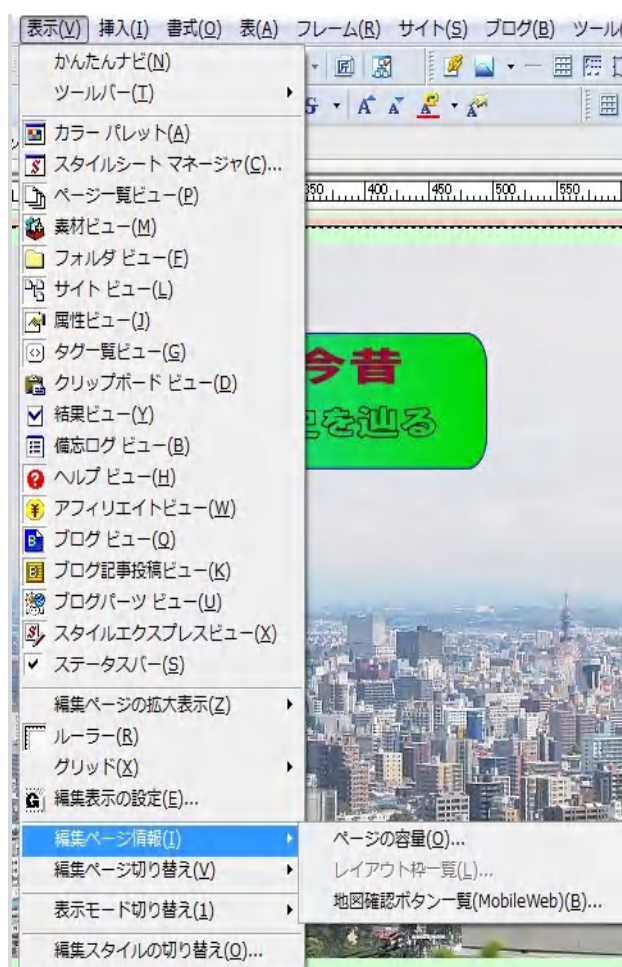 表示(V) 挿入(I) 書式(O) 表(A) フレーム(R) サイト(S) ブログ(B) ツール(
かんたんナビ(N)
ツールバー(T)
カラー パレット(A)
スタイルシート マネージャ(C)...
ページ一覧ビュー(P)
素材ビュー(M)
フォルダ ビュー(F)
サイト ビュー(L)
属性ビュー(J)
タグ一覧ビュー(G)
クリップボード ビュー(D)
結果ビュー(Y)
備忘ログ ビュー(B)
ヘルプ ビュー(H)
アフィリエイトビュー(W)
ブログ ビュー(Q)
ブログ記事投稿ビュー(K)
ブログパーツ ビュー(U)
スタイルエクスプレスビュー(X)
ステータスバー(S)
編集ページの拡大表示(Z)
ルーラー(R)
グリッド(X)
編集表示の設定(E)...
編集ページ情報(I)
編集ページ切り替え(V)
表示モード切り替え(1)
編集スタイルの切り替え(O)...
ページの容量(O)...
レイアウト枠一覧(L)...
地図確認ボタン一覧(MobileWeb)(B)...
400 450 500 550
今昔
を辿る